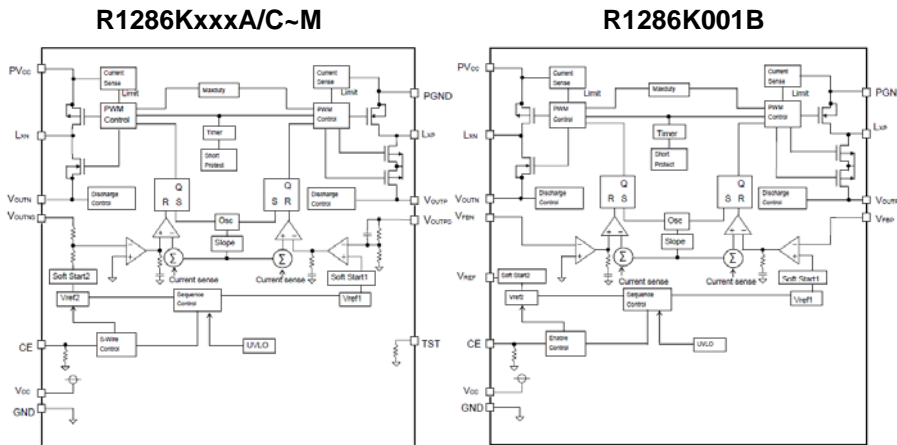 R1286KxxxA/C~M
R1286K001B
PVCC
Current
Sense
Limit
PWM
Control
Maxduty
Timer
Short
Protect
Current
Sense
Limit
PWM
Control
PGND
LXN
LXP
VOUTN
Discharge
Control
Q
R S
Q
S R
Discharge
Control
VOUTP
VOUTNS
VOUTPS
Osc
Slope
Σ
Σ
Current sense
Current sense
Soft Start2
Vref2
Sequence
Control
Soft Start1
Vref1
S-Wire
Control
UVLO
CE
TST
VCC
GND
PVCC
Current
Sense
Limit
PWM
Control
Maxduty
Timer
Short
Protect
Current
Sense
Limit
PWM
Control
PGN
LXN
LXP
VOUTN
Discharge
Control
Q
R S
Q
S R
Discharge
Control
VOUTP
VFBN
VFBP
Osc
Slope
Σ
Σ
Current sense
Current sense
VREF
Soft Start2
Vref2
Sequence
Control
Soft Start1
Vref1
Enable
Control
UVLO
CE
VCC
GND